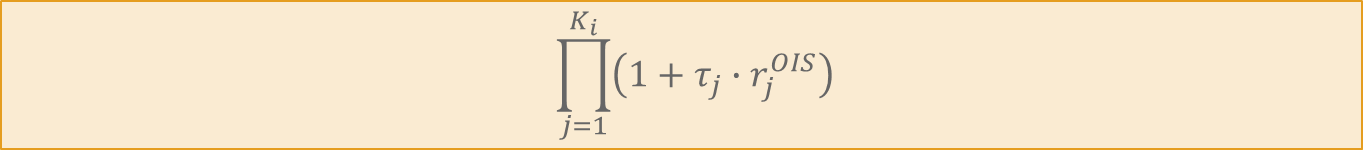 ∏_{j=1}^{K_i} (1 + τ_j · r_j^{OIS})